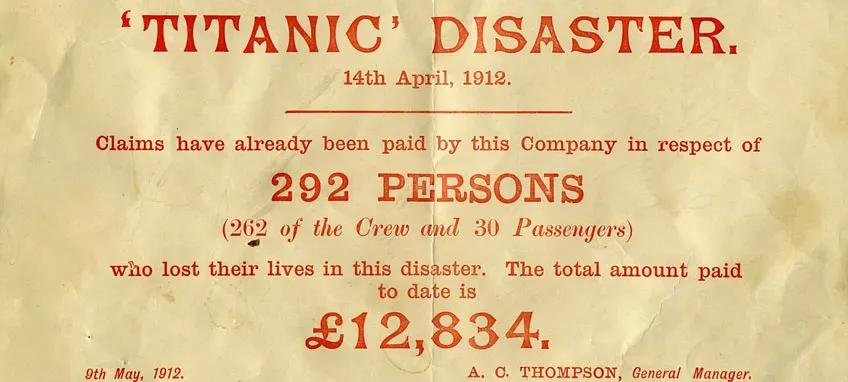 ‘TITANIC’ DISASTER.
14th April, 1912.
Claims have already been paid by this Company in respect of
292 PERSONS
(262 of the Crew and 30 Passengers)
who lost their lives in this disaster. The total amount paid
to date is
£12,834.
9th May, 1912. A. C. THOMPSON, General Manager.